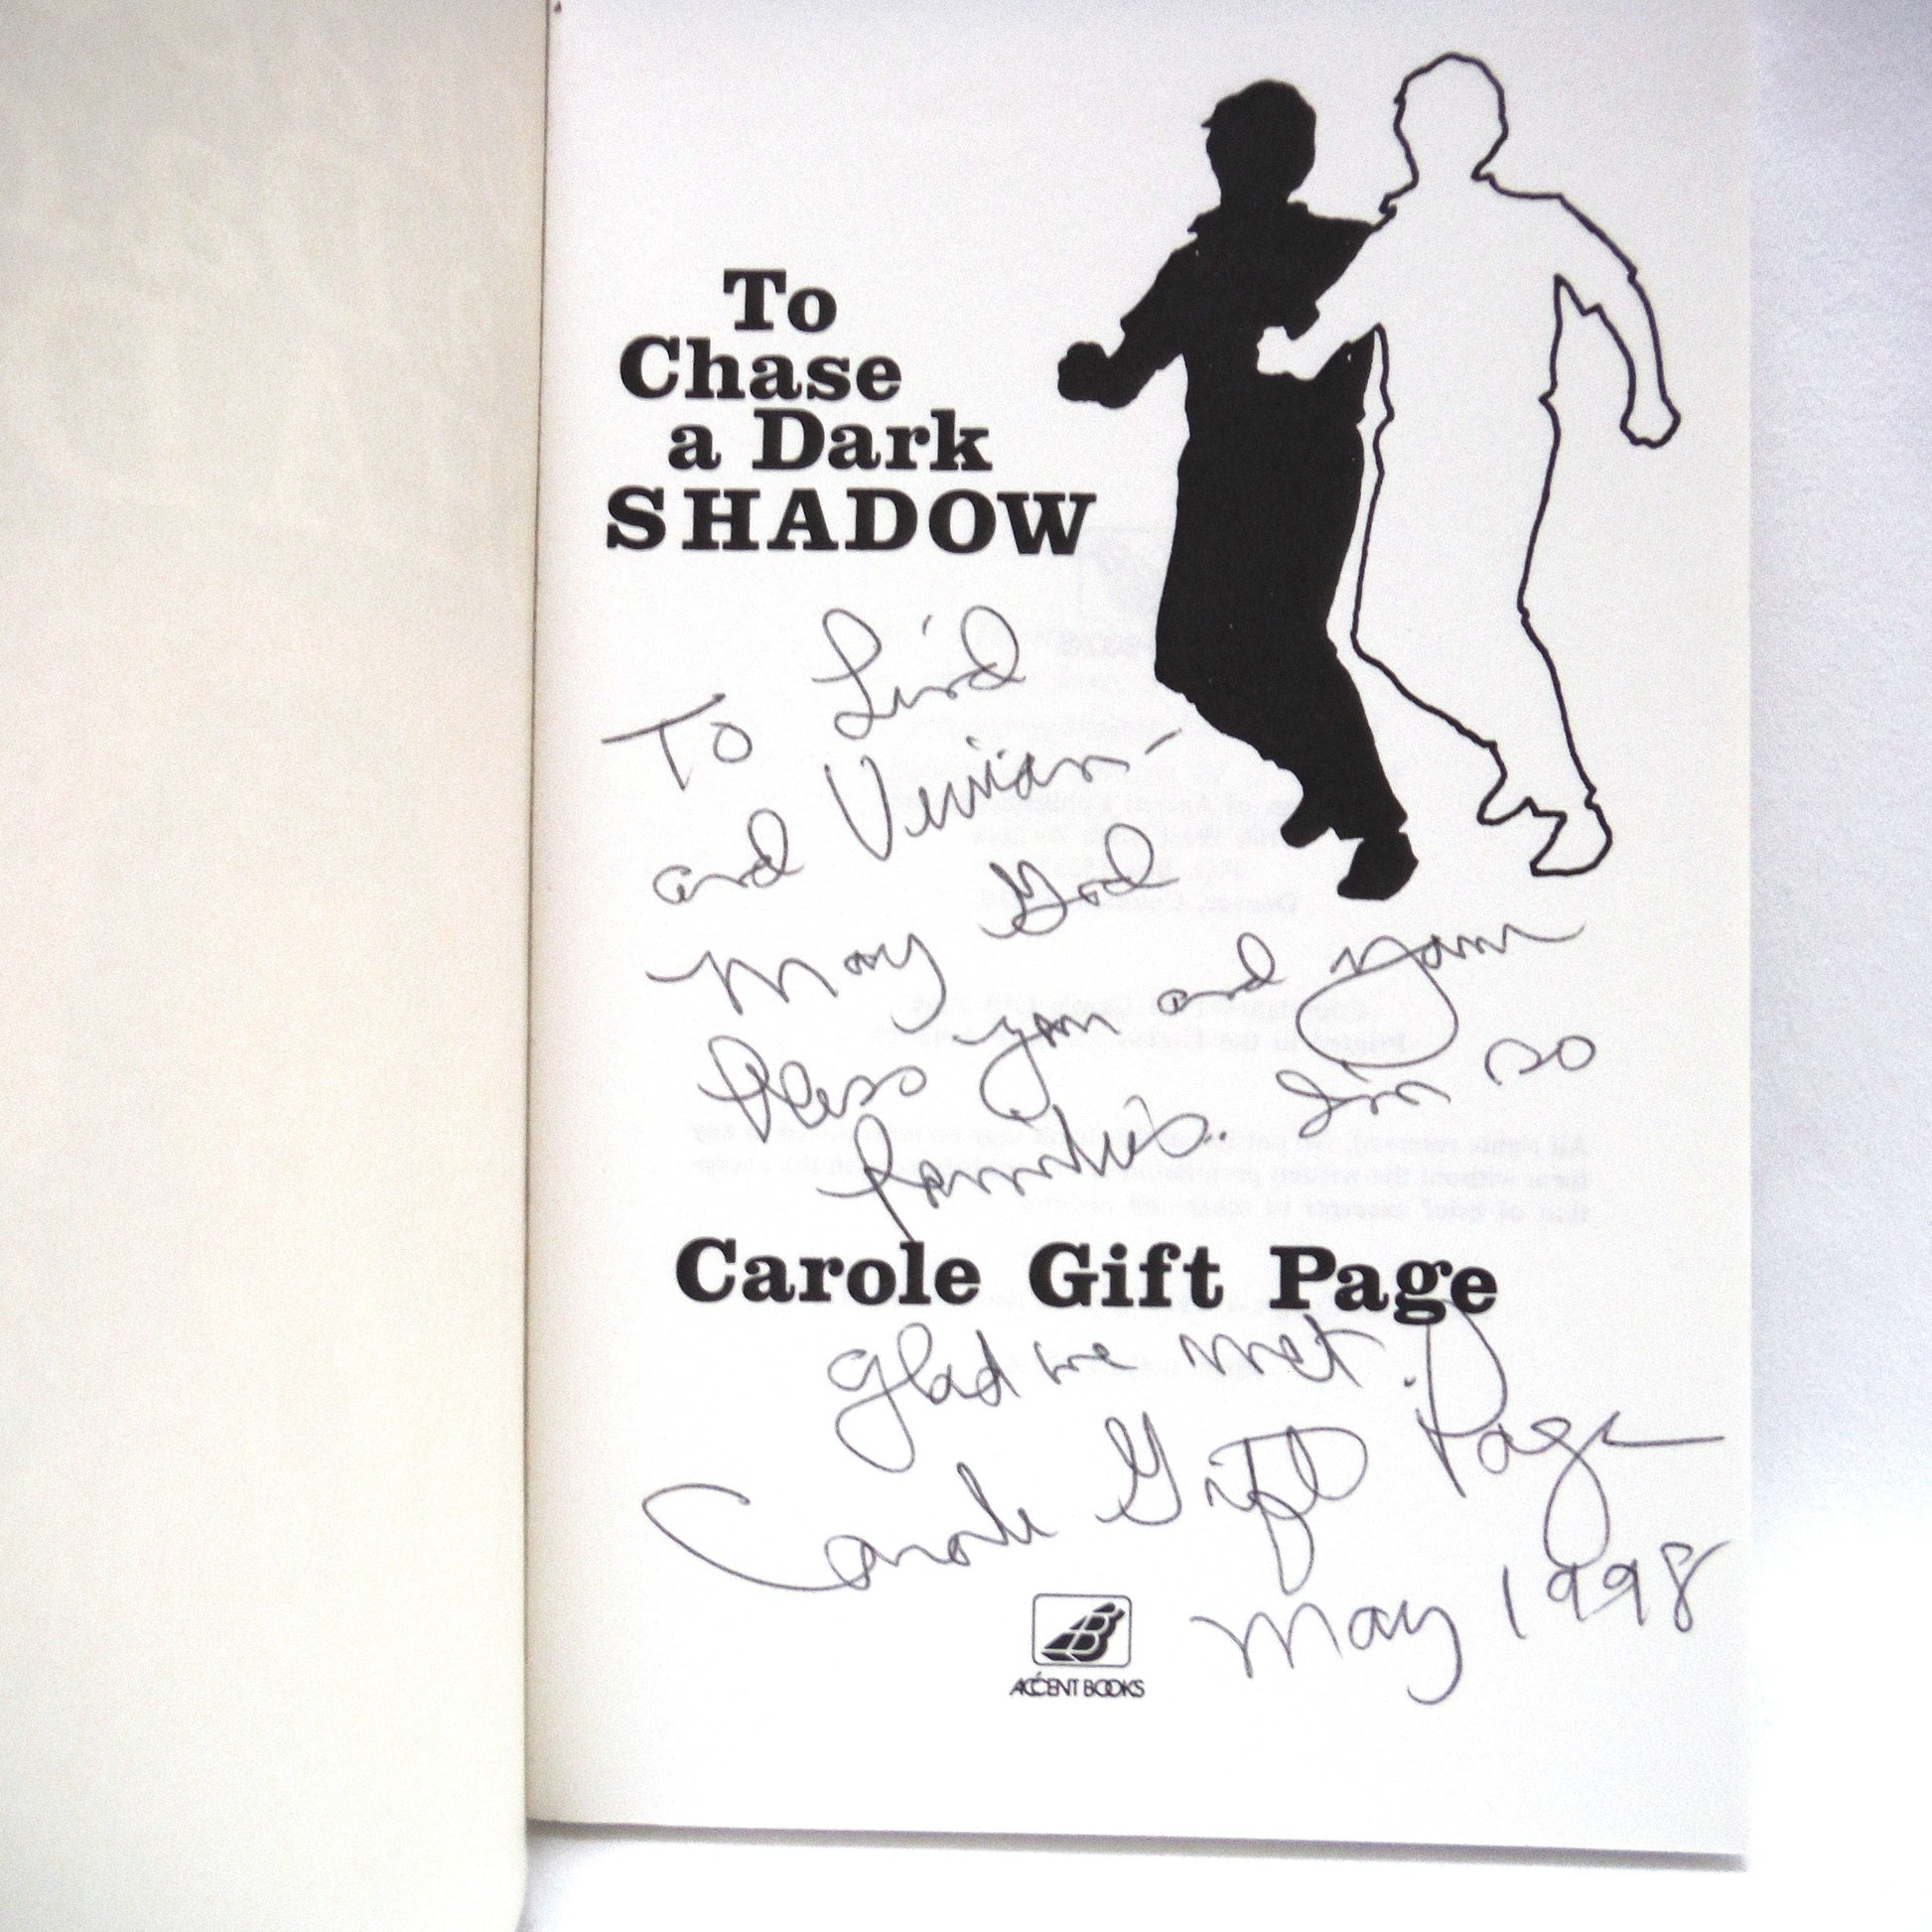 To
Chase
a Dark
SHADOW
To
and Vivian-
May God
bless you and your
families. I'm so
Carole Gift Page
glad we met.
Carole Gift Page
May 1998
ACCENT BOOKS